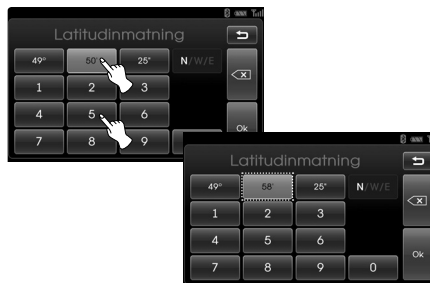 Latitudinmatning
49° 50' 25" N/W/E
1 2 3
4 5 6
Ok
7 8 9
Latitudinmatning
49° 58' 25" N/W/E
1 2 3
4 5 6
Ok
7 8 9 0